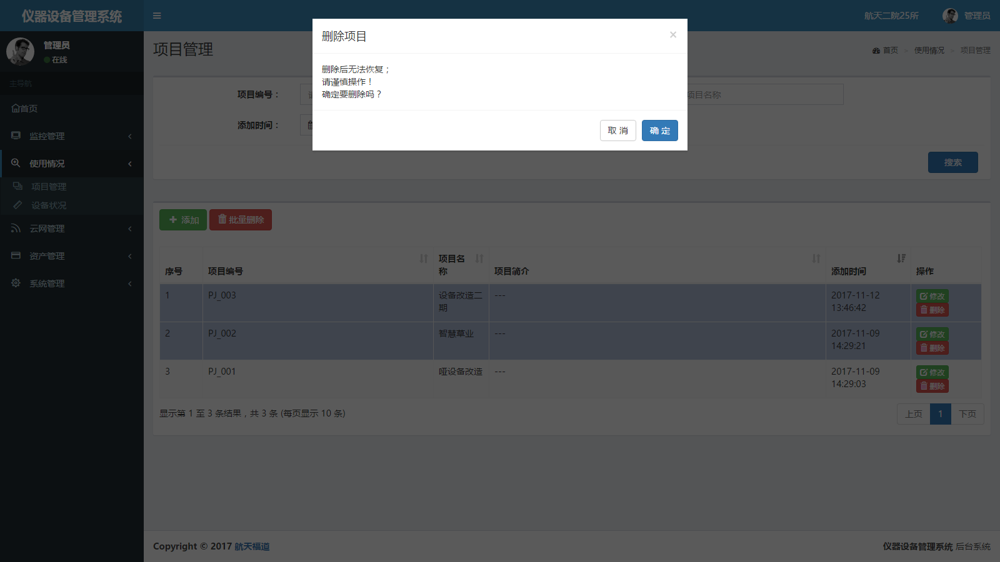 仪器设备管理系统
航天二院25所
管理员
管理员
在线
主导航
首页
监控管理
使用情况
项目管理
设备状况
云网管理
资产管理
系统管理
项目管理
首页 > 使用情况 > 项目管理
删除项目
×
删除后无法恢复；
请谨慎操作！
确定要删除吗？
取 消
确 定
项目编号：
项目名称
添加时间：
搜索
添加
批量删除
序号 项目编号 项目名称 项目简介 添加时间 操作
1 PJ_003 设备改造二期 --- 2017-11-12 13:46:42 修改 删除
2 PJ_002 智慧草业 --- 2017-11-09 14:29:21 修改 删除
3 PJ_001 哑设备改造 --- 2017-11-09 14:29:03 修改 删除
显示第 1 至 3 条结果，共 3 条 (每页显示 10 条)
上页 1 下页
Copyright © 2017 航天福道
仪器设备管理系统 后台系统